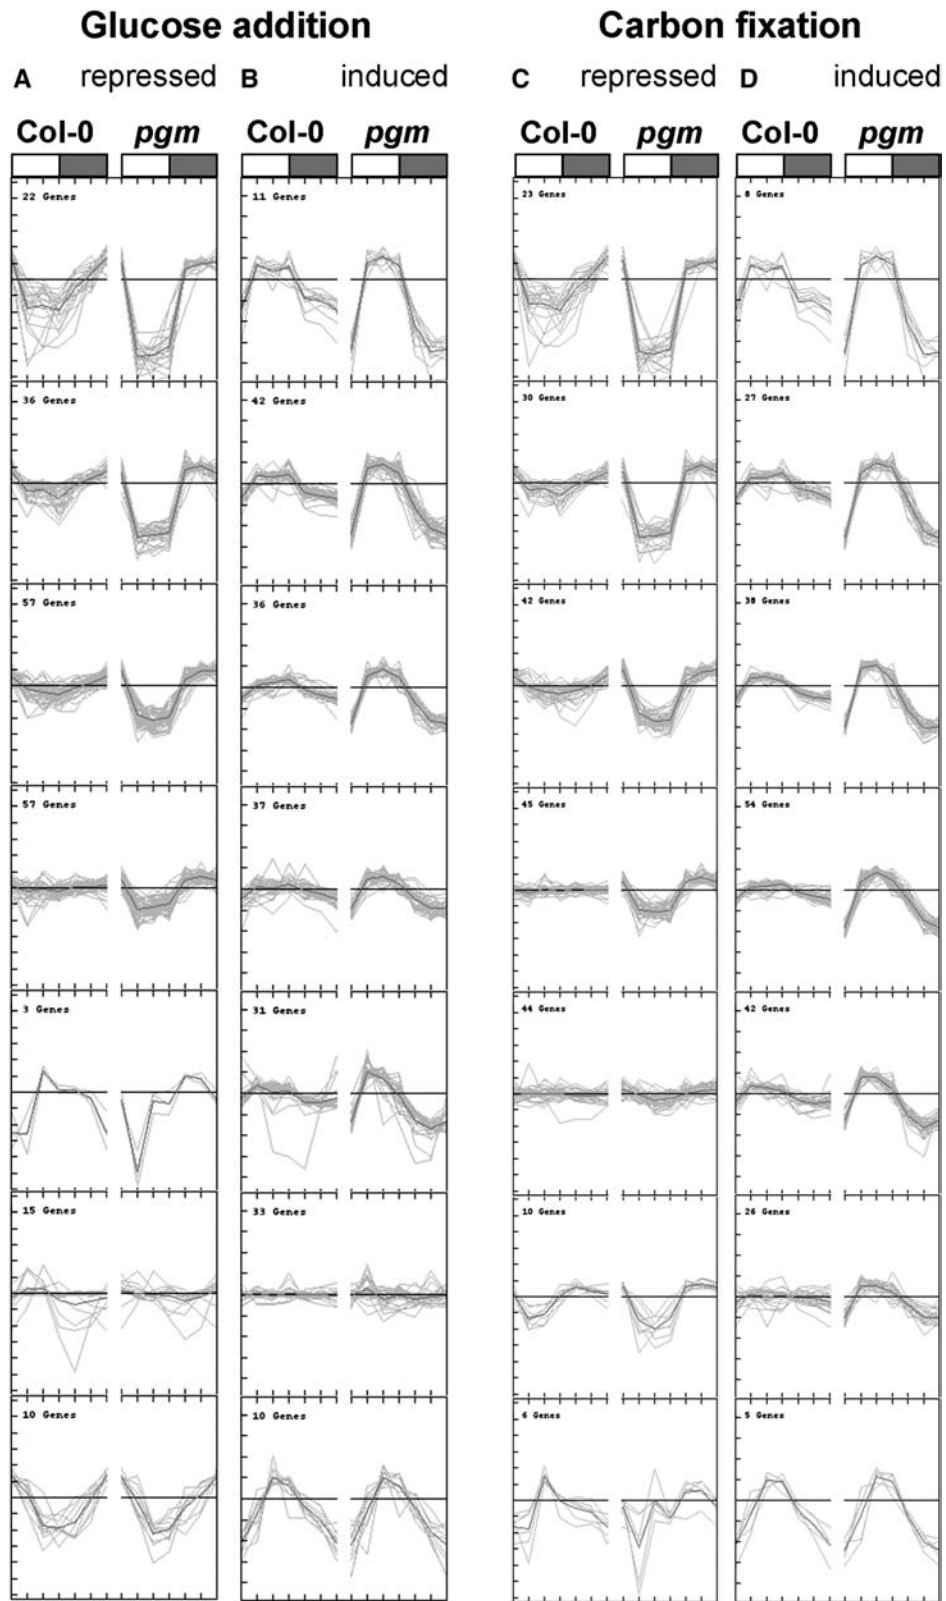 Glucose addition Carbon fixation
A repressed B induced C repressed D induced
Col-0 pgm Col-0 pgm Col-0 pgm Col-0 pgm
22 Genes 11 Genes 23 Genes 8 Genes
36 Genes 42 Genes 30 Genes 27 Genes
57 Genes 36 Genes 42 Genes 38 Genes
57 Genes 37 Genes 45 Genes 54 Genes
3 Genes 31 Genes 44 Genes 42 Genes
15 Genes 33 Genes 10 Genes 26 Genes
10 Genes 10 Genes 6 Genes 5 Genes